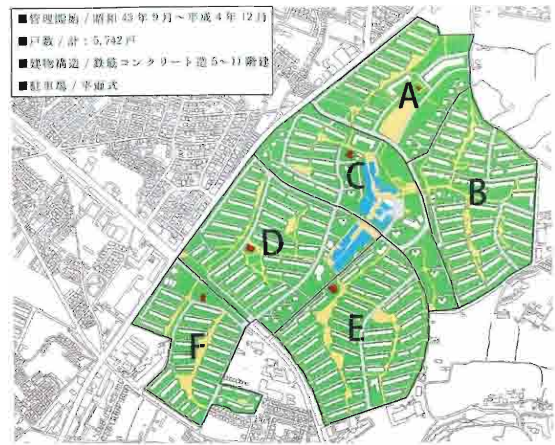 ■管理開始/昭和43年9月~平成4年12月
■戸数/計:5,742戸
■建物構造/鉄筋コンクリート造5~11階建
■駐車場/平面式
A
C
B
D
E
F